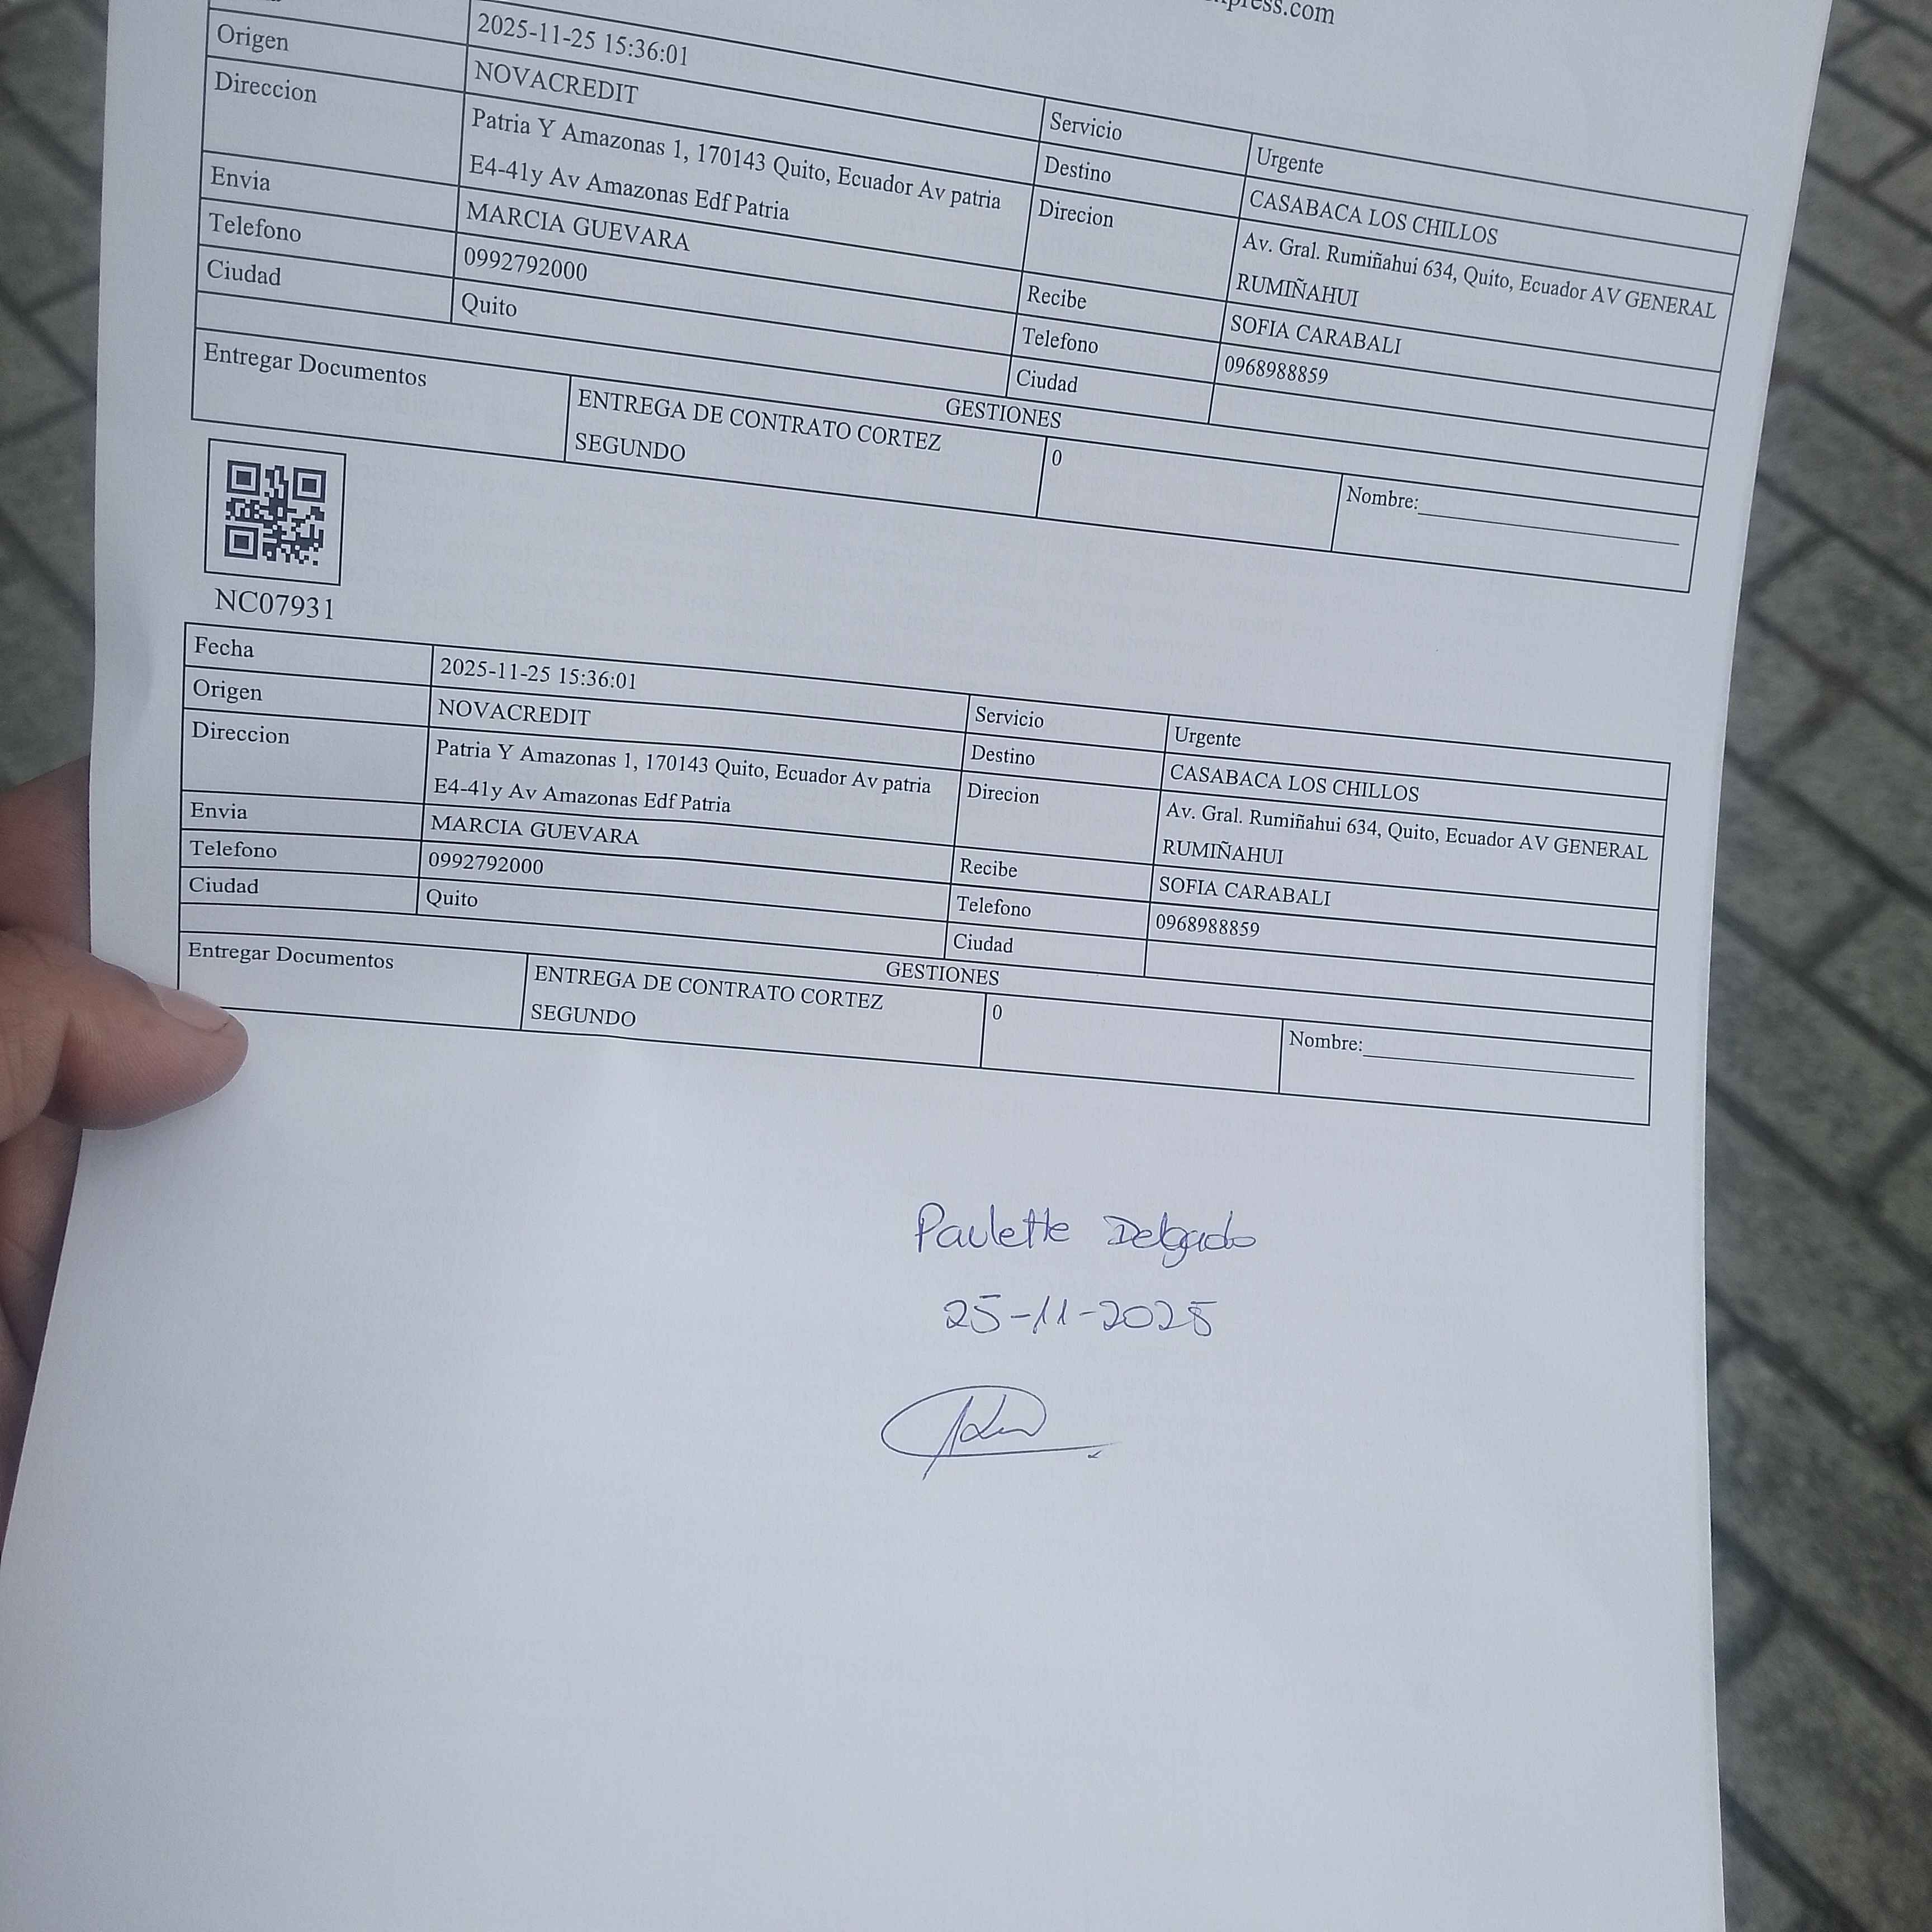 2025-11-25 15:36:01
Origen NOVACREDIT Servicio Urgente
Direccion Patria Y Amazonas 1, 170143 Quito, Ecuador Av patria Destino CASABACA LOS CHILLOS
E4-41y Av Amazonas Edf Patria Direcion Av. Gral. Rumiñahui 634, Quito, Ecuador AV GENERAL
RUMIÑAHUI
Envia MARCIA GUEVARA Recibe SOFIA CARABALI
Telefono 0992792000 Telefono 0968988859
Ciudad Quito Ciudad
GESTIONES
Entregar Documentos ENTREGA DE CONTRATO CORTEZ 0 Nombre:
SEGUNDO
NC07931
Fecha 2025-11-25 15:36:01 Servicio Urgente
Origen NOVACREDIT Destino CASABACA LOS CHILLOS
Direccion Patria Y Amazonas 1, 170143 Quito, Ecuador Av patria Direcion Av. Gral. Rumiñahui 634, Quito, Ecuador AV GENERAL
E4-41y Av Amazonas Edf Patria RUMIÑAHUI
Envia MARCIA GUEVARA Recibe SOFIA CARABALI
Telefono 0992792000 Telefono 0968988859
Ciudad Quito Ciudad
GESTIONES
Entregar Documentos ENTREGA DE CONTRATO CORTEZ 0 Nombre:
SEGUNDO
Paulette Delgado
25-11-2025